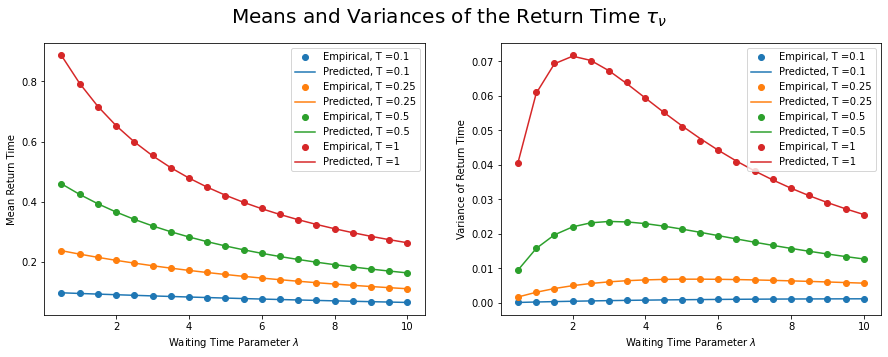 Means and Variances of the Return Time τν
Mean Return Time
0.8
0.6
0.4
0.2
2
4
6
8
10
Waiting Time Parameter λ
Empirical, T =0.1
Predicted, T =0.1
Empirical, T =0.25
Predicted, T =0.25
Empirical, T =0.5
Predicted, T =0.5
Empirical, T =1
Predicted, T =1
Variance of Return Time
0.07
0.06
0.05
0.04
0.03
0.02
0.01
0.00
2
4
6
8
10
Waiting Time Parameter λ
Empirical, T =0.1
Predicted, T =0.1
Empirical, T =0.25
Predicted, T =0.25
Empirical, T =0.5
Predicted, T =0.5
Empirical, T =1
Predicted, T =1